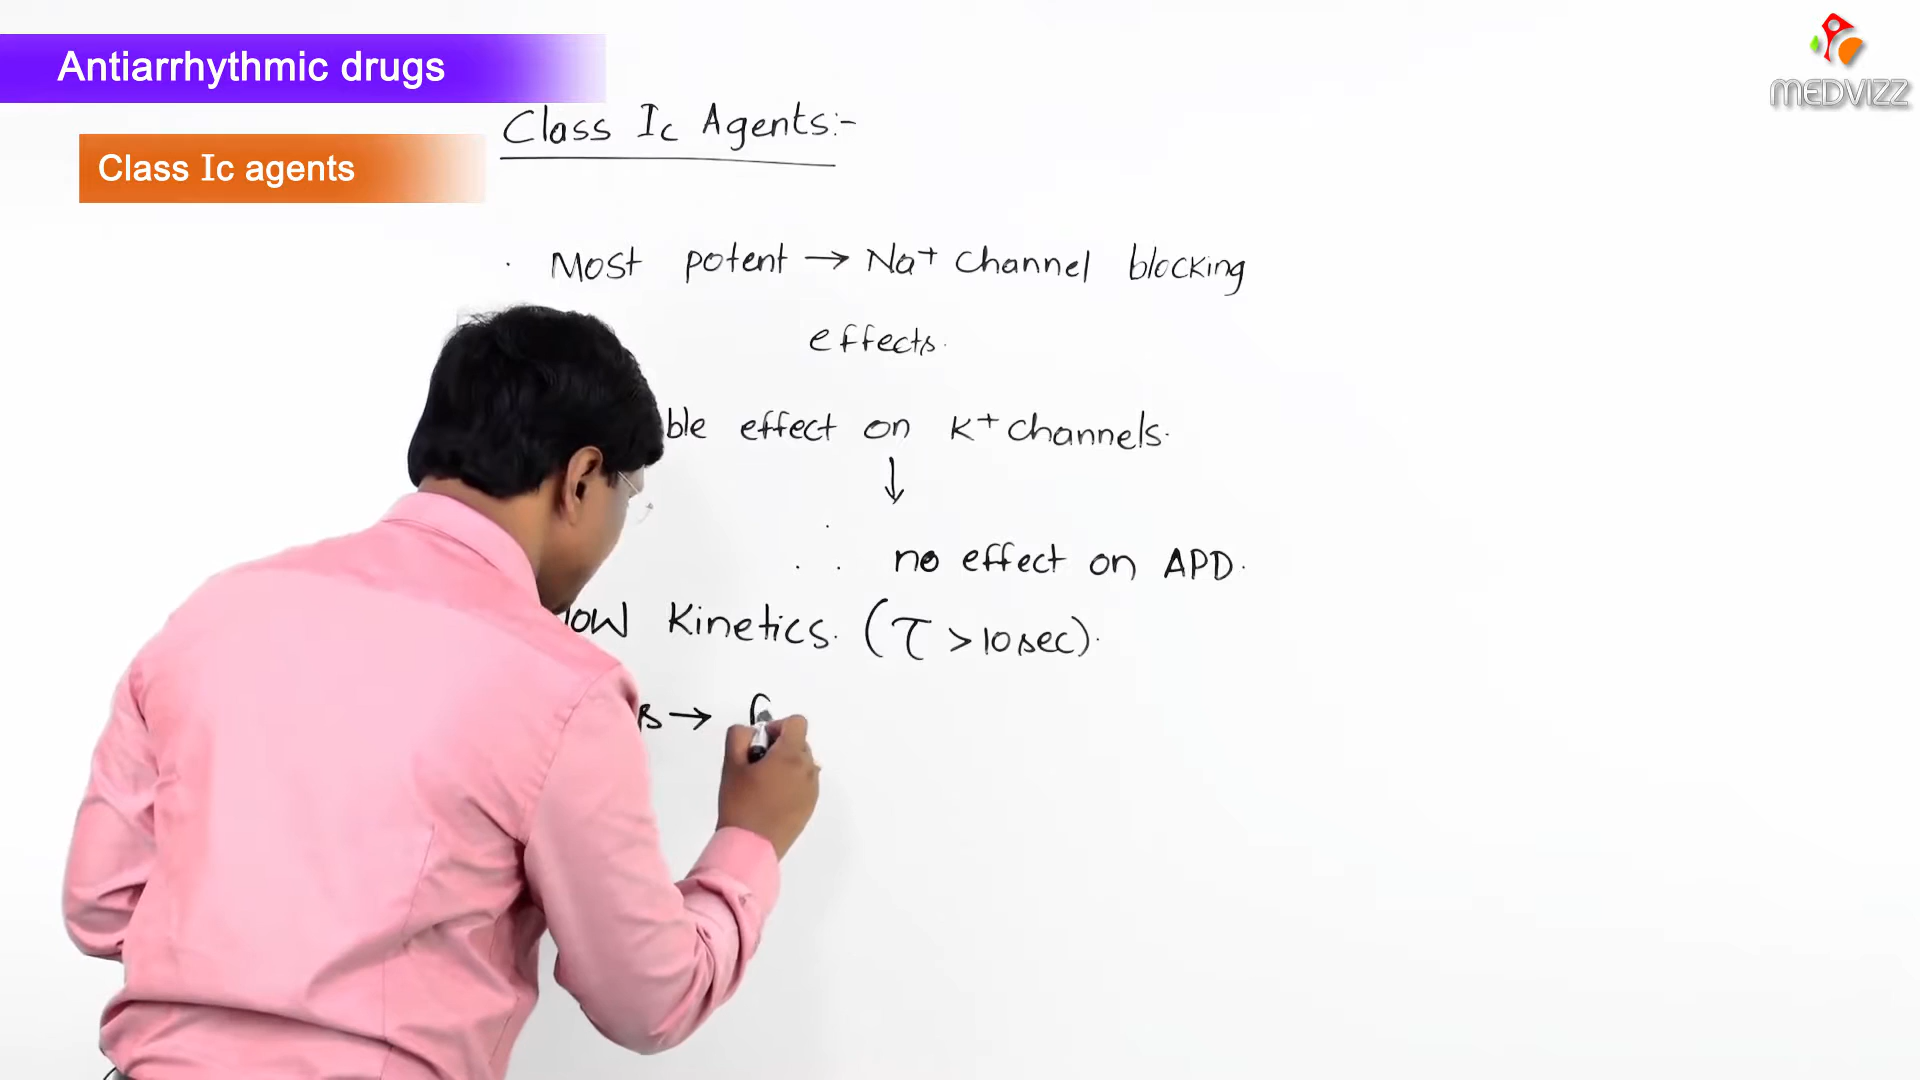 Antiarrhythmic drugs
MEDVIZZ
Class Ic Agents:-
Class Ic agents
. Most potent → Na+ channel blocking
effects.
effect on K+ channels.
↓
∴ no effect on APD.
Kinetics. (τ > 10 sec).
→